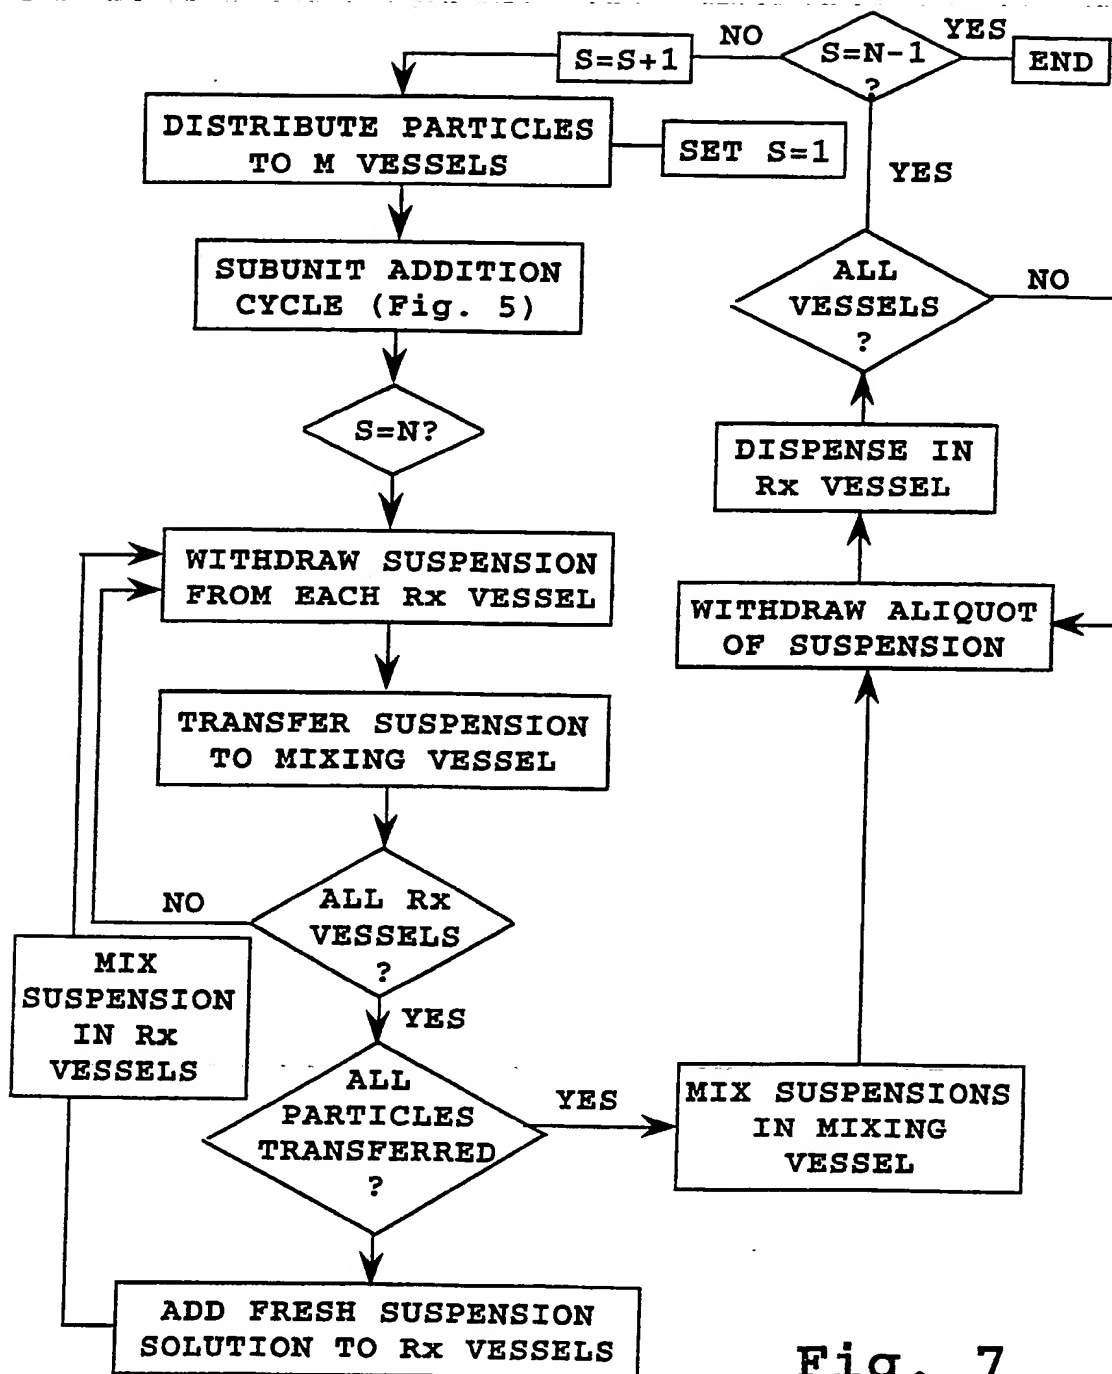 S=S+1
NO
S=N-1
?
YES
END
DISTRIBUTE PARTICLES
TO M VESSELS
SET S=1
YES
SUBUNIT ADDITION
CYCLE (Fig. 5)
ALL
VESSELS
?
NO
S=N?
DISPENSE IN
Rx VESSEL
WITHDRAW SUSPENSION
FROM EACH Rx VESSEL
WITHDRAW ALIQUOT
OF SUSPENSION
TRANSFER SUSPENSION
TO MIXING VESSEL
NO
ALL Rx
VESSELS
?
MIX
SUSPENSION
IN Rx
VESSELS
YES
ALL
PARTICLES
TRANSFERRED
?
YES
MIX SUSPENSIONS
IN MIXING
VESSEL
ADD FRESH SUSPENSION
SOLUTION TO Rx VESSELS
Fig. 7